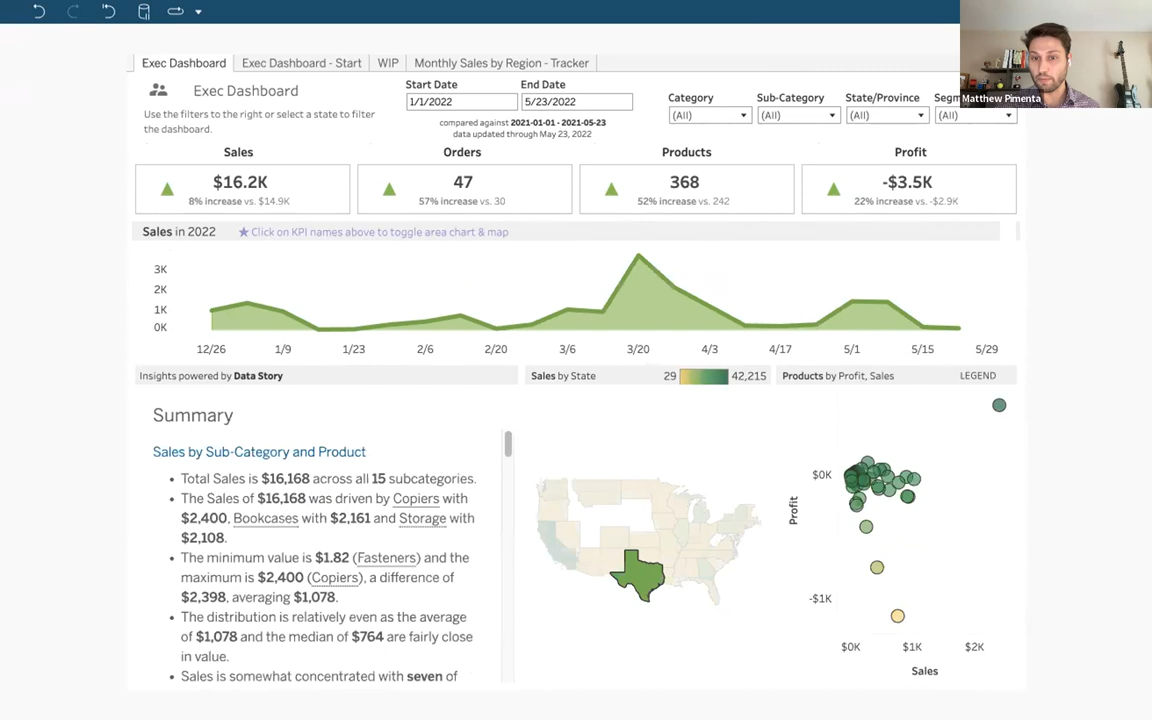 Matthew Pimenta
Exec Dashboard
Exec Dashboard - Start
WIP
Monthly Sales by Region - Tracker
Exec Dashboard
Use the filters to the right or select a state to filter
the dashboard.
Start Date
End Date
1/1/2022
5/23/2022
compared against 2021-01-01 - 2021-05-23
data updated through May 23, 2022
Category
Sub-Category
State/Province
(All)
(All)
(All)
(All)
Sales
Orders
Products
Profit
$16.2K
8% increase vs. $14.9K
47
57% increase vs. 30
368
52% increase vs. 242
-$3.5K
22% increase vs. -$2.9K
Sales in 2022
★ Click on KPI names above to toggle area chart & map
3K
2K
1K
0K
12/26
1/9
1/23
2/6
2/20
3/6
3/20
4/3
4/17
5/1
5/15
5/29
Insights powered by Data Story
Sales by State
29
42,215
Products by Profit, Sales
LEGEND
Summary
Sales by Sub-Category and Product
• Total Sales is $16,168 across all 15 subcategories.
• The Sales of $16,168 was driven by Copiers with
$2,400, Bookcases with $2,161 and Storage with
$2,108.
• The minimum value is $1.82 (Fasteners) and the
maximum is $2,400 (Copiers), a difference of
$2,398, averaging $1,078.
• The distribution is relatively even as the average
of $1,078 and the median of $764 are fairly close
in value.
• Sales is somewhat concentrated with seven of
Profit
$0K
-$1K
$0K
$1K
$2K
Sales